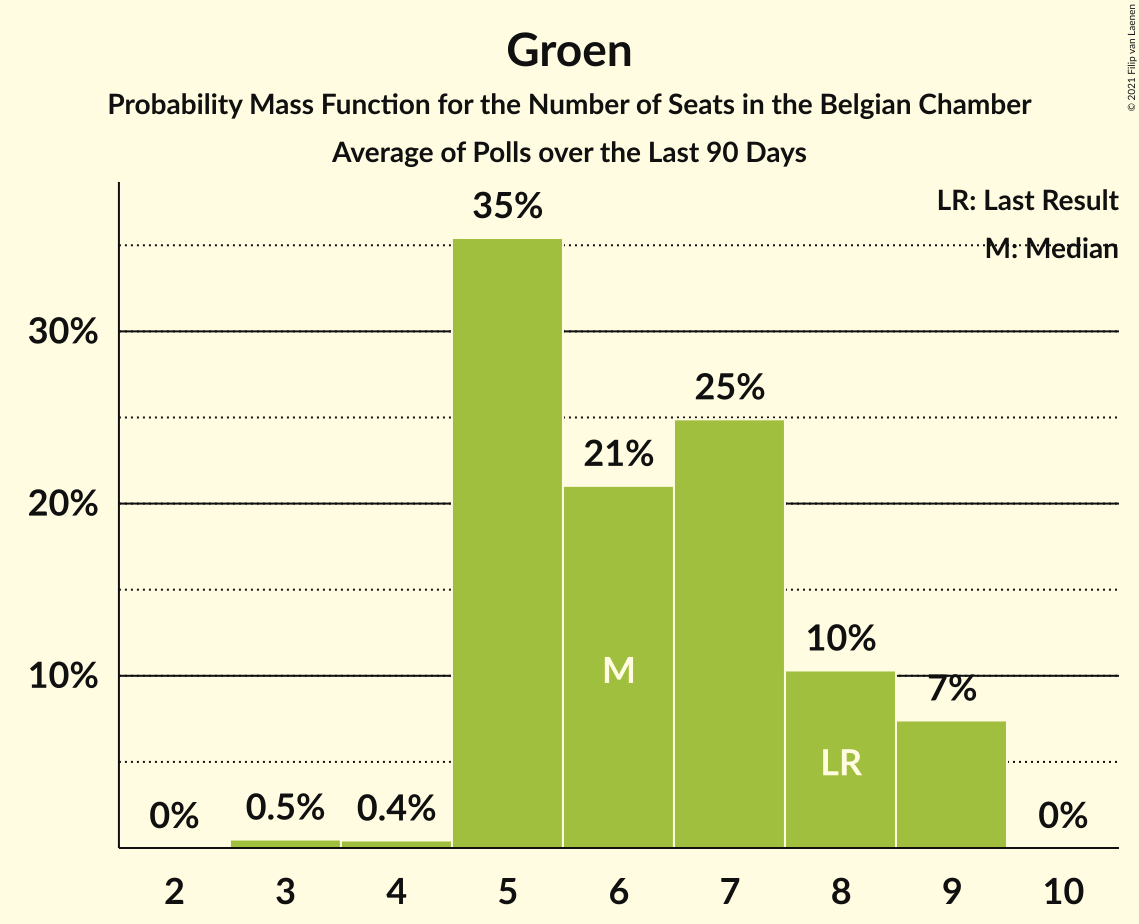 Groen
Probability Mass Function for the Number of Seats in the Belgian Chamber
Average of Polls over the Last 90 Days
© 2021 Filip van Laenen
LR: Last Result
M: Median
35%
30%
25%
21%
20%
10%
10%
7%
M
LR
0%
0.5%
0.4%
0%
2 3 4 5 6 7 8 9 10